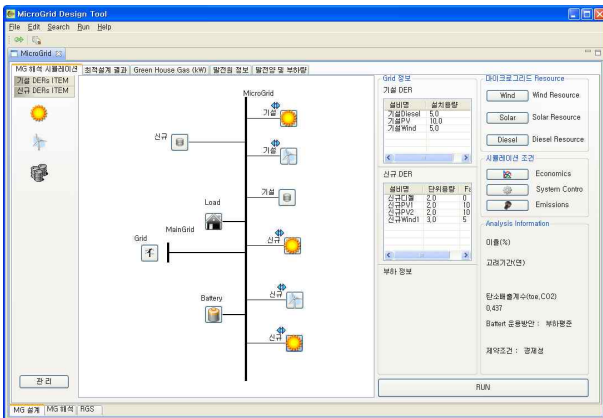 MicroGrid Design Tool
File Edit Search Run Help
MicroGrid
MG 해석 시뮬레이션 최적설계 결과 Green House Gas (kW) 발전원 정보 발전양 및 부하량
기설 DERs ITEM
신규 DERs ITEM
관리
MicroGrid
기설
신규
기설
기설
Load
MainGrid
신규
Grid
Battery
신규
신규
Grid 정보
기설 DER
설비명 설치용량
기설Diesel 5,0
기설PV 10,0
기설Wind 5,0
신규 DER
설비명 단위용량 Fu
신규디젤 2,0 0
신규PV1 2,0 10
신규PV2 2,0 10
신규Wind1 3,0 5
부하 정보
마이크로그리드 Resource
Wind Wind Resource
Solar Solar Resource
Diesel Diesel Resource
시뮬레이션 조건
Economics
System Contro
Emissions
Analysis Information
이율(%)
고려기간(연)
탄소배출계수(toe,CO2)
0,437
Battert 운용방안 : 부하평준
제약조건 : 경제성
RUN
MG 설계 MG 해석 RGS